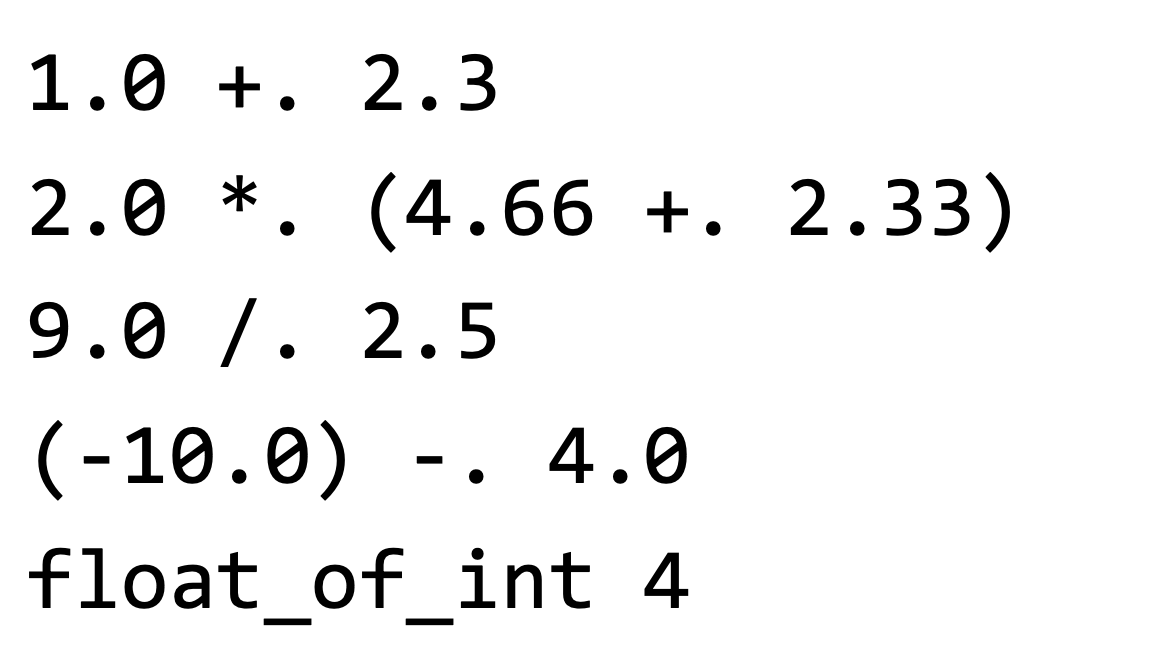 1.0 +. 2.3
2.0 *. (4.66 +. 2.33)
9.0 /. 2.5
(-10.0) -. 4.0
float_of_int 4